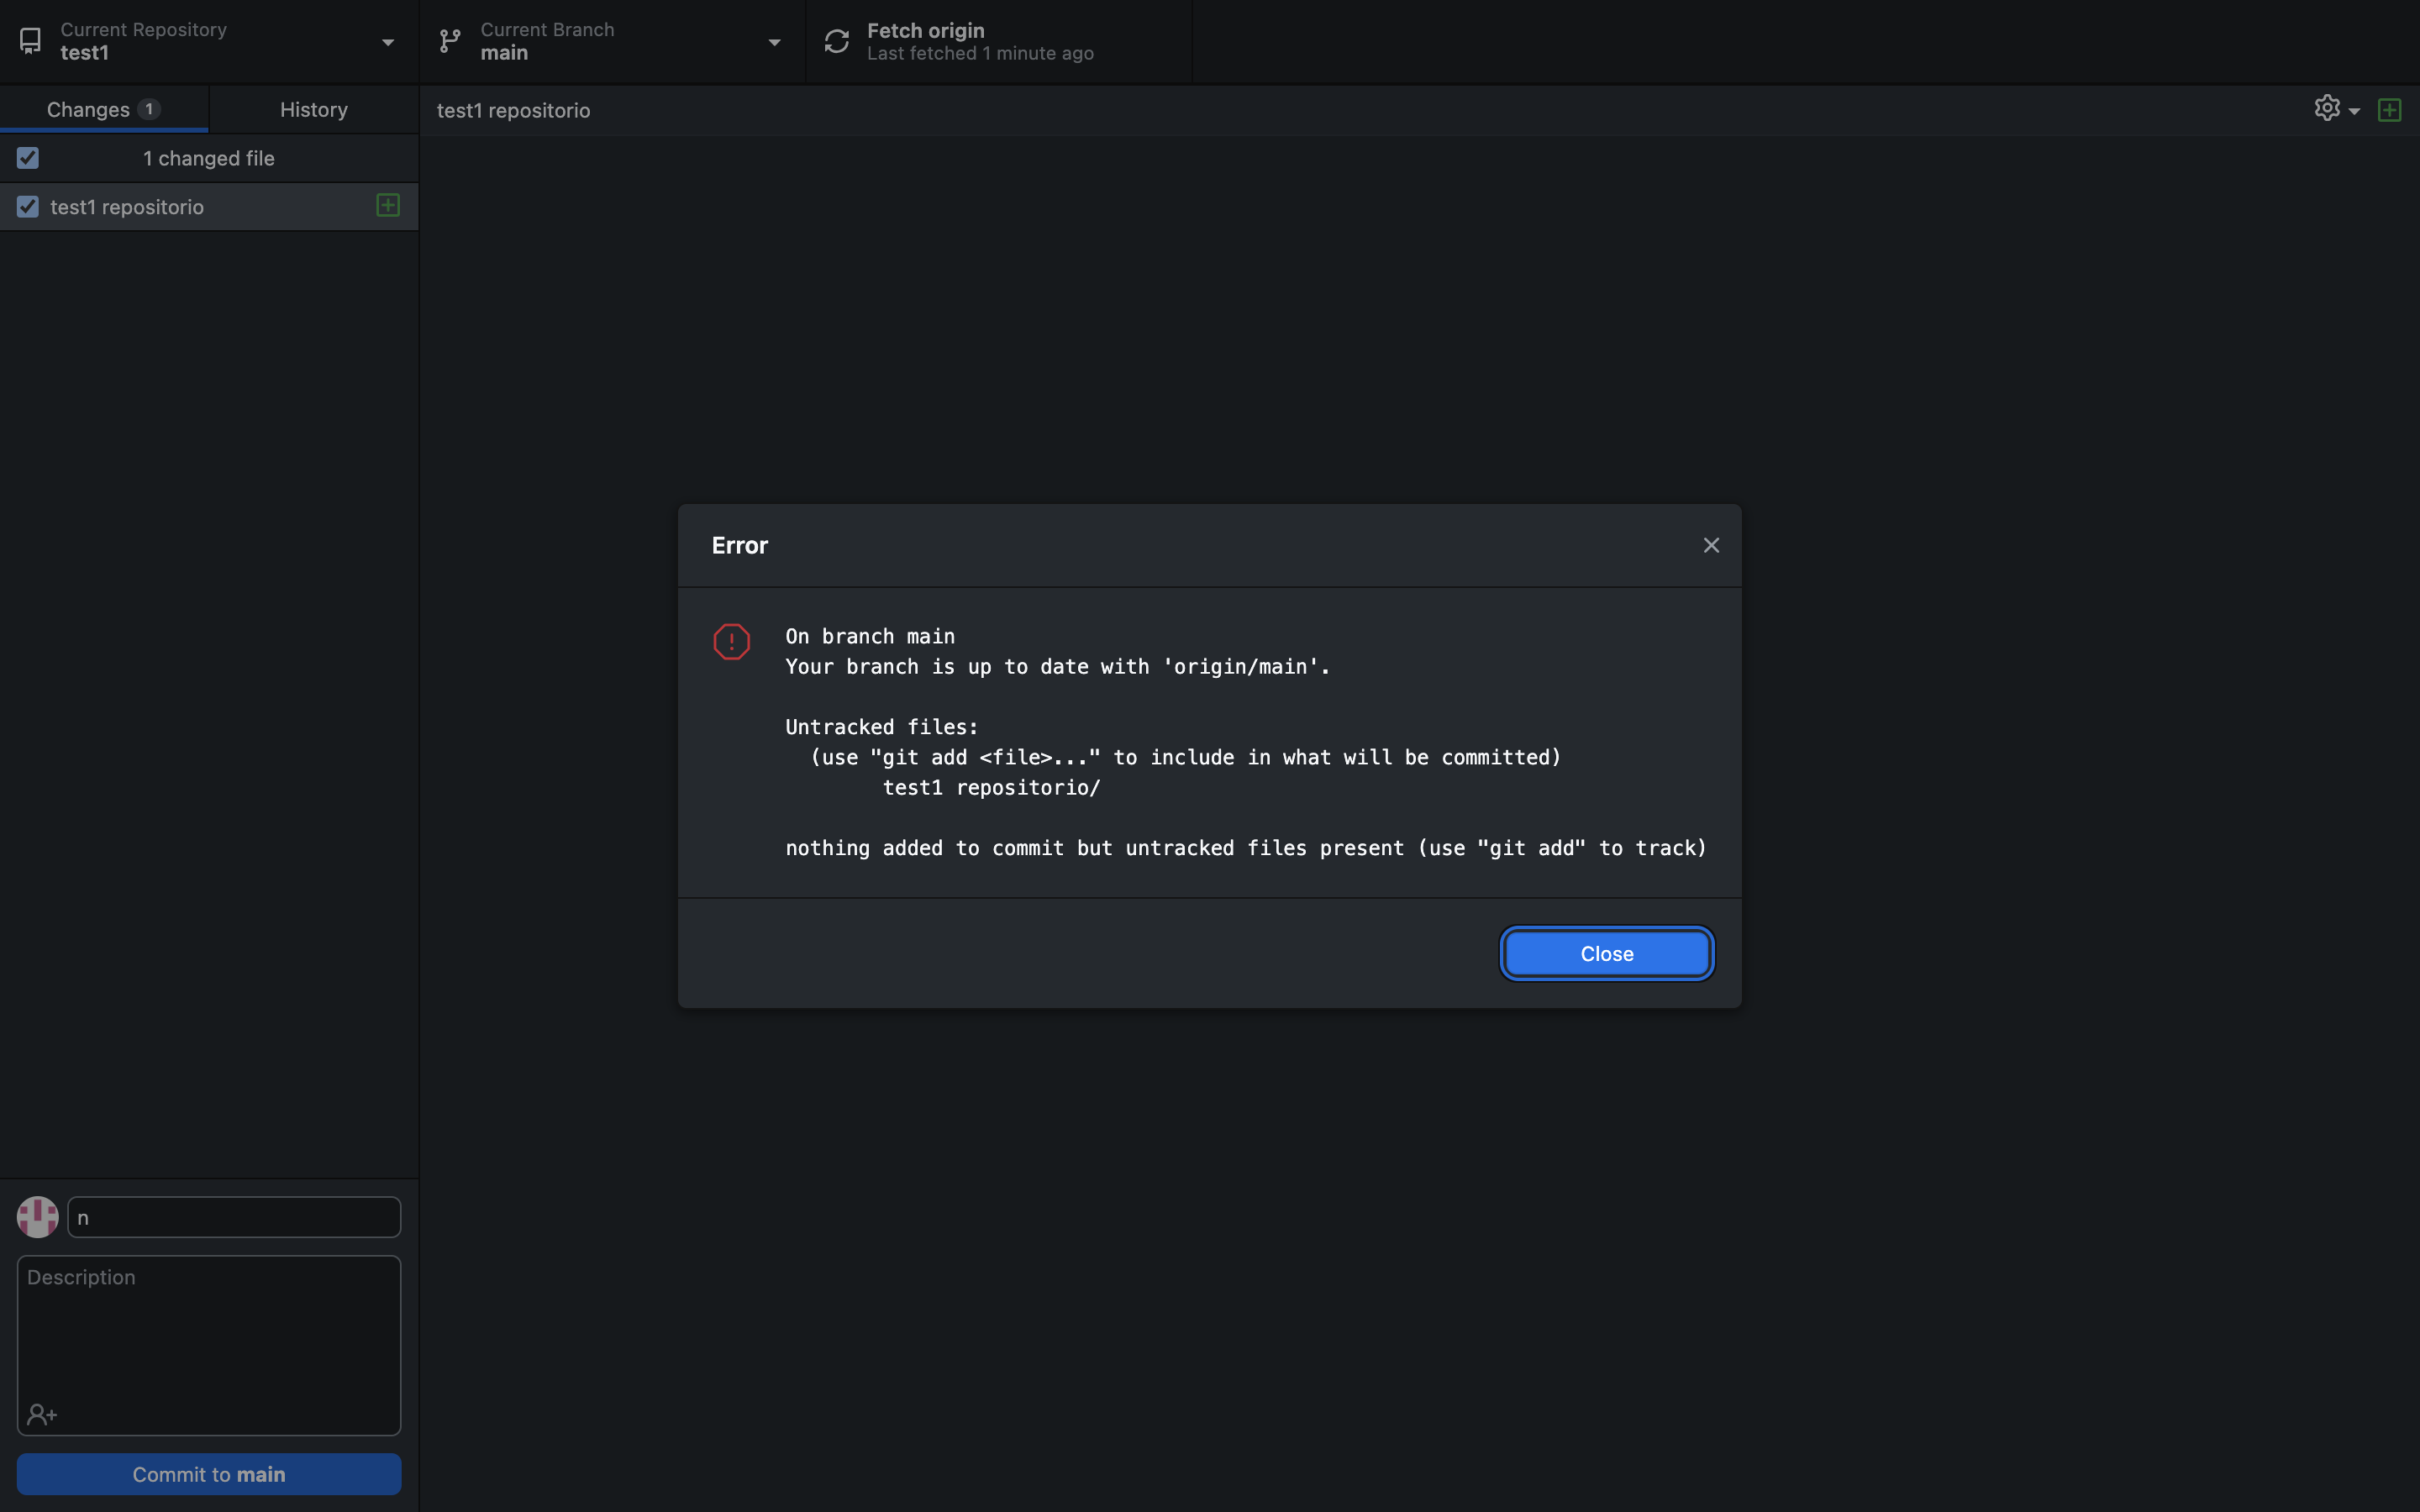 Current Repository
test1
Current Branch
main
Fetch origin
Last fetched 1 minute ago
Changes 1
History
test1 repositorio
1 changed file
test1 repositorio
Error
On branch main
Your branch is up to date with 'origin/main'.
Untracked files:
(use "git add <file>..." to include in what will be committed)
test1 repositorio/
nothing added to commit but untracked files present (use "git add" to track)
Close
n
Description
Commit to main